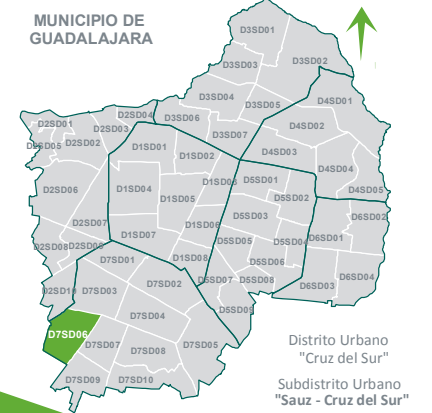 MUNICIPIO DE
GUADALAJARA
D3SD01
D3SD02
D3SD03
D3SD04
D3SD05
D4SD01
D2SD04
D3SD06
D2SD01
D2SD03
D3SD07
D4SD02
D2SD05
D2SD02
D1SD01
D1SD02
D4SD03
D4SD04
D1SD03
D5SD01
D2SD06
D1SD04
D1SD05
D5SD02
D4SD05
D5SD03
D6SD02
D2SD07
D1SD06
D1SD07
D5SD05
D5SD04
D6SD01
D2SD08
D7SD01
D1SD08
D5SD06
D2SD10
D7SD03
D7SD02
D5SD07
D5SD08
D6SD03
D6SD04
D7SD04
D5SD09
D7SD06
D7SD07
D7SD08
D7SD05
D7SD09
D7SD10
Distrito Urbano
"Cruz del Sur"
Subdistrito Urbano
"Sauz - Cruz del Sur"